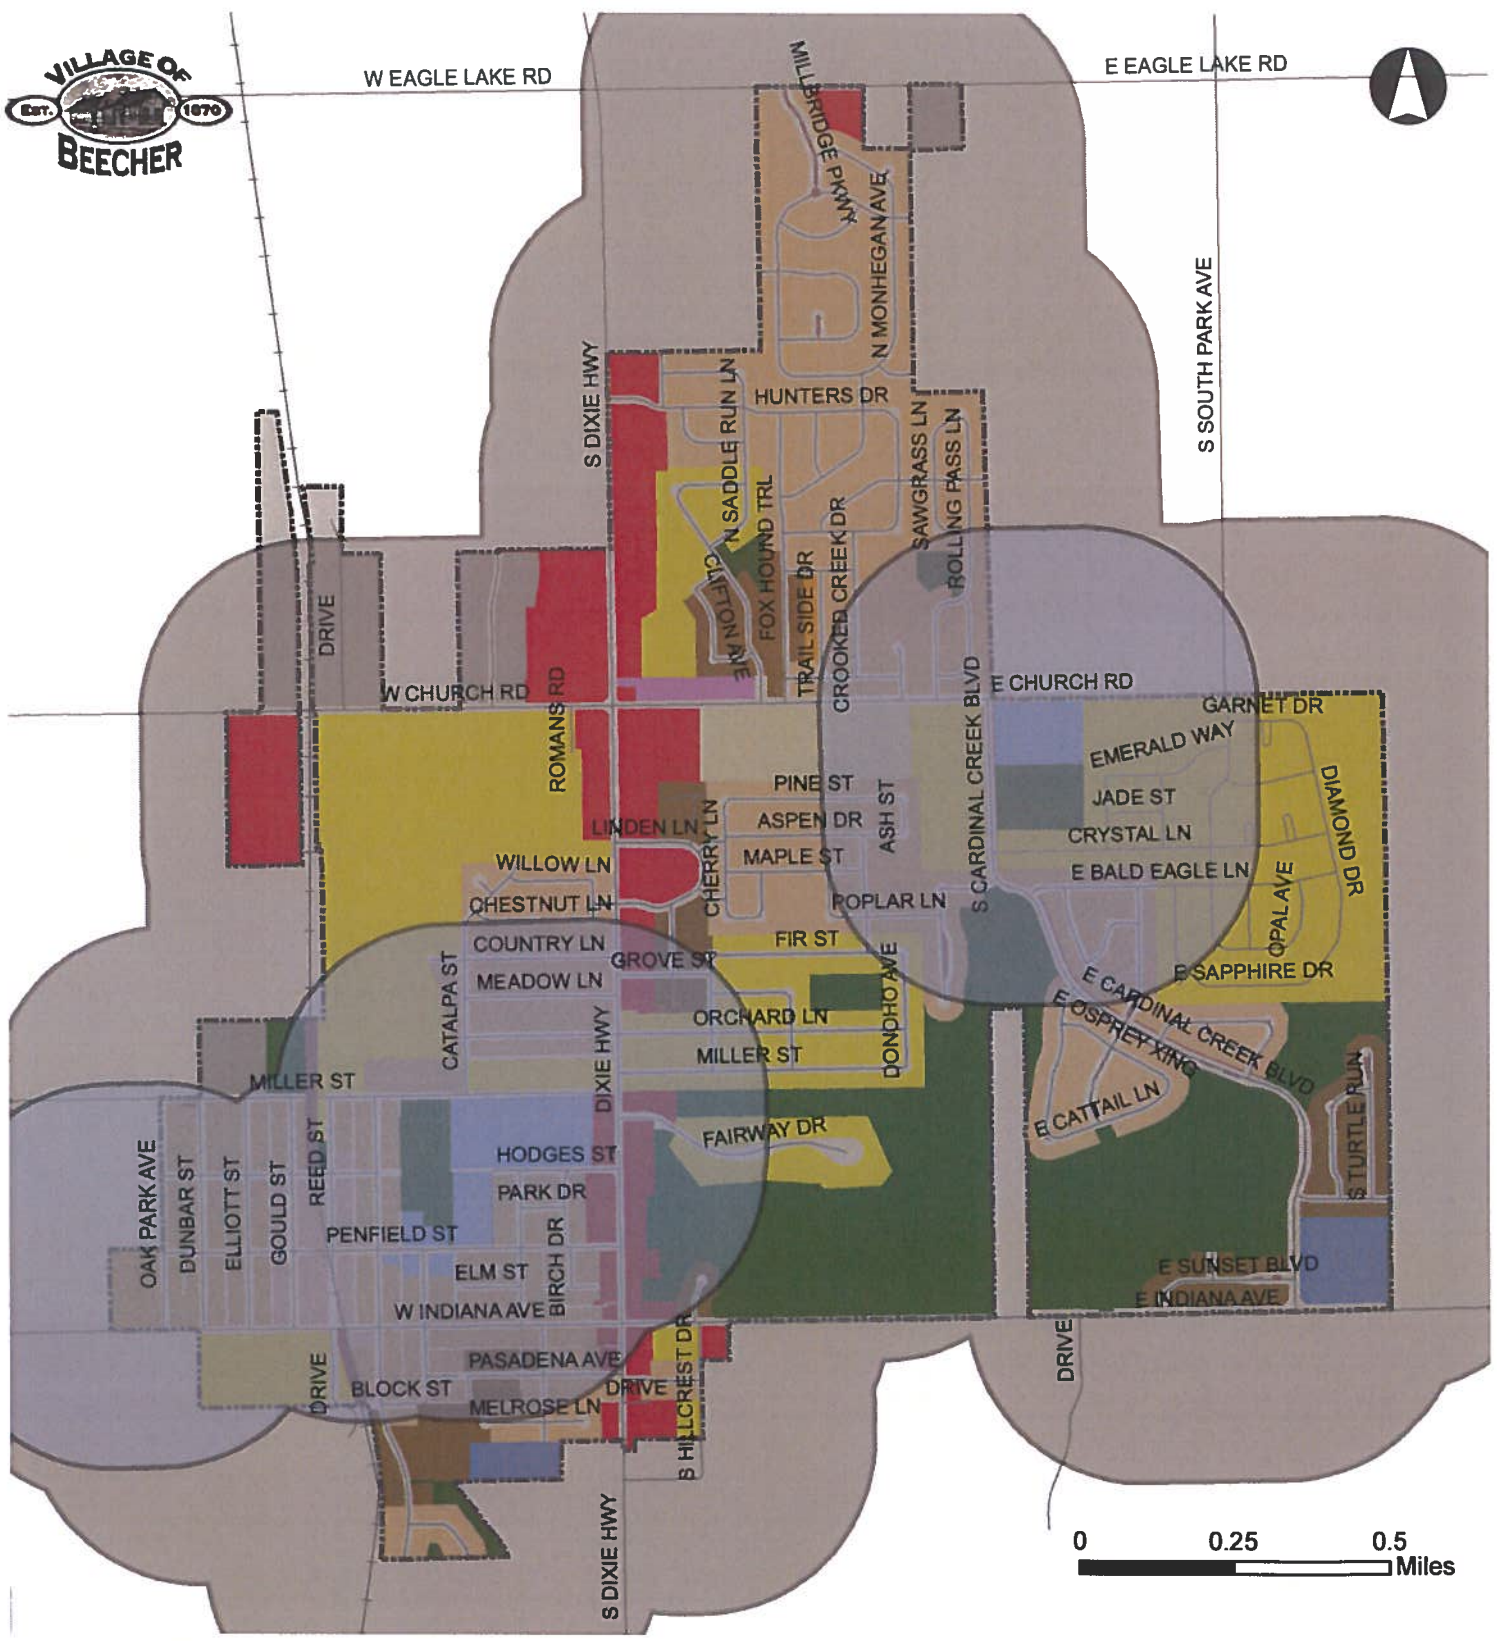 VILLAGE OF
EST. 1870
BEECHER
W EAGLE LAKE RD
E EAGLE LAKE RD
MILLBRIDGE PKWY
N MONHEGAN AVE
S SOUTH PARK AVE
S DIXIE HWY
HUNTERS DR
N SADDLE RUN LN
SAWGRASS LN
ROLLING PASS LN
FOX HOUND TRL
CLIFTON AVE
TRAIL SIDE DR
CROOKED CREEK DR
DRIVE
W CHURCH RD
ROMANS RD
E CHURCH RD
S CARDINAL CREEK BLVD
GARNET DR
EMERALD WAY
DIAMOND DR
PINE ST
JADE ST
ASH ST
LINDEN LN
CHERRY LN
ASPEN DR
CRYSTAL LN
WILLOW LN
MAPLE ST
E BALD EAGLE LN
CHESTNUT LN
POPLAR LN
OPAL AVE
COUNTRY LN
FIR ST
GROVE ST
CATALPA ST
MEADOW LN
DONOHO AVE
E SAPPHIRE DR
E CARDINAL CREEK BLVD
E OSPREY XING
ORCHARD LN
DIXIE HWY
MILLER ST
MILLER ST
E CATTAIL LN
S TURTLE RUN
FAIRWAY DR
OAK PARK AVE
DUNBAR ST
ELLIOTT ST
GOULD ST
REED ST
HODGES ST
PARK DR
PENFIELD ST
BIRCH DR
ELM ST
E SUNSET BLVD
W INDIANA AVE
E INDIANA AVE
S HILLCREST DR
DRIVE
PASADENA AVE
DRIVE
BLOCK ST
DRIVE
MELROSE LN
S DIXIE HWY
0 0.25 0.5
Miles